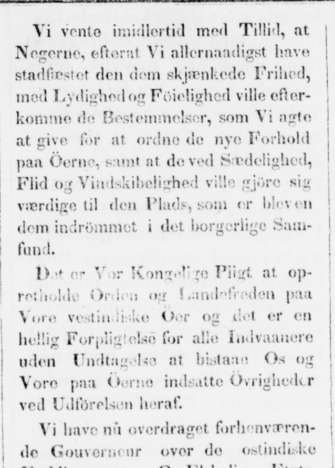 Vi vente imidlertid med Tillid, at
Negerne, efterat Vi allernaadigst have
stadfæstet den dem skjænkede Frihed,
med Lydighed og Föielighed ville efter-
komme de Bestemmelser, som Vi agte
at give for at ordne de nye Forhold
paa Öerne, samt at de ved Sædelighed,
Flid og Vindskibelighed ville gjöre sig
værdige til den Plads, som er bleven
dem indrömmet i det borgerlige Sam-
fund.
Det er Vor Kongelige Pligt at op-
retholde Orden og Landefreden paa
Vore vestindiske Öer og det er en
hellig Forpligtelse for alle Indvaanere
uden Undtagelse at bistaae Os og
Vore paa Öerne indsatte Övrigheder
ved Udförelsen heraf.
Vi have nu overdraget forhenværen-
de Gouverneur over de ostindiske